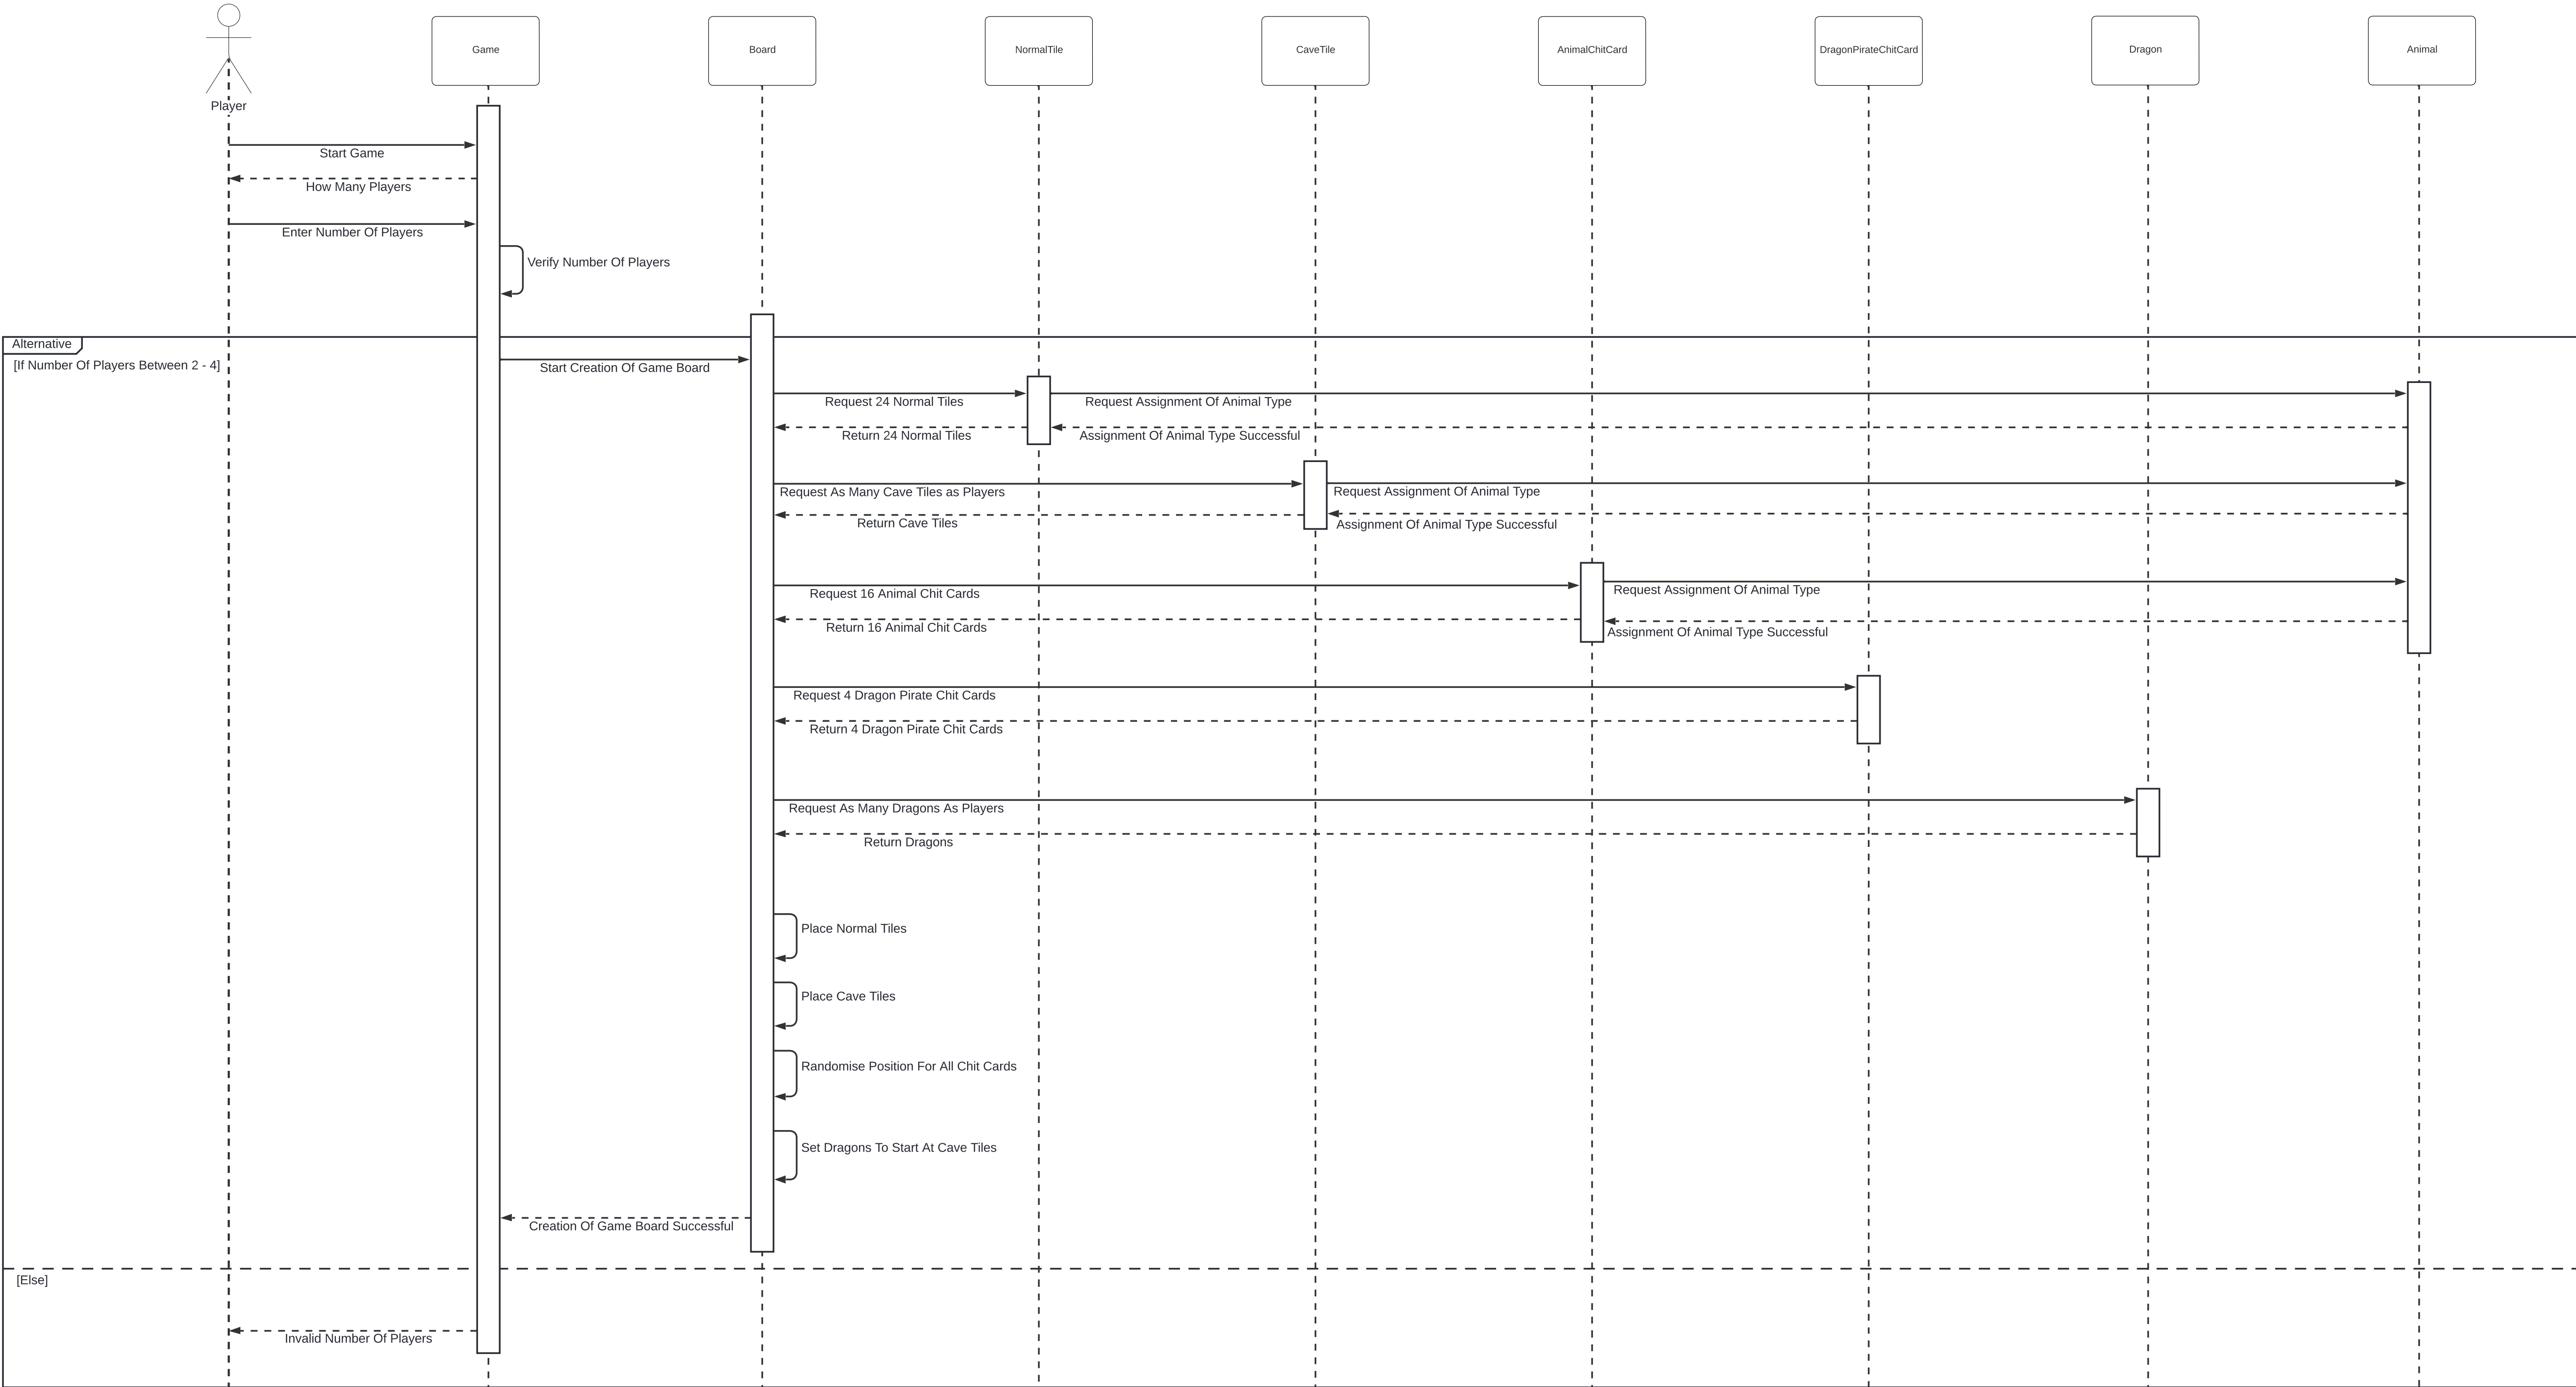 Player
Game
Board
NormalTile
CaveTile
AnimalChitCard
DragonPirateChitCard
Dragon
Animal
Start Game
How Many Players
Enter Number Of Players
Verify Number Of Players
Alternative
[If Number Of Players Between 2 - 4]
Start Creation Of Game Board
Request 24 Normal Tiles
Request Assignment Of Animal Type
Return 24 Normal Tiles
Assignment Of Animal Type Successful
Request As Many Cave Tiles as Players
Request Assignment Of Animal Type
Return Cave Tiles
Assignment Of Animal Type Successful
Request 16 Animal Chit Cards
Request Assignment Of Animal Type
Return 16 Animal Chit Cards
Assignment Of Animal Type Successful
Request 4 Dragon Pirate Chit Cards
Return 4 Dragon Pirate Chit Cards
Request As Many Dragons As Players
Return Dragons
Place Normal Tiles
Place Cave Tiles
Randomise Position For All Chit Cards
Set Dragons To Start At Cave Tiles
Creation Of Game Board Successful
[Else]
Invalid Number Of Players